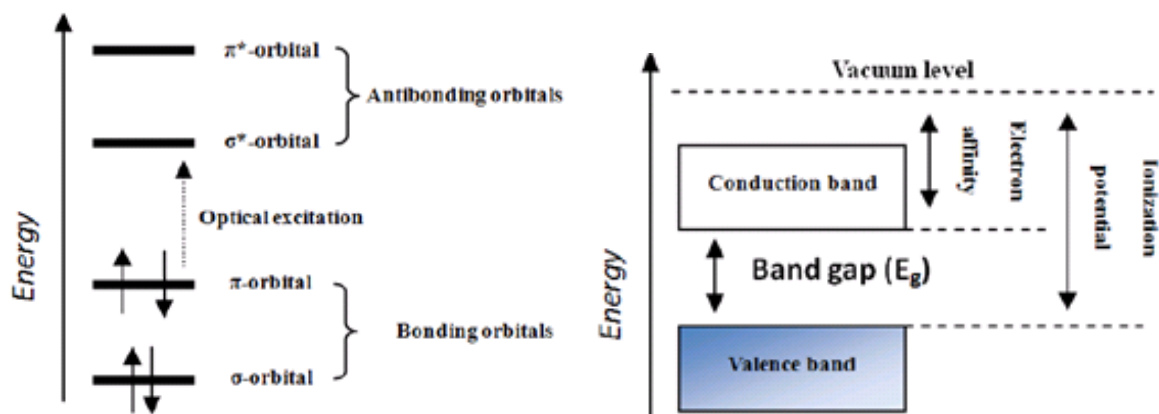 π*-orbital
Antibonding orbitals
σ*-orbital
Optical excitation
π-orbital
Bonding orbitals
σ-orbital
Energy
Vacuum level
Conduction band
Electron
affinity
Ionization
potential
Band gap (Eg)
Valence band
Energy